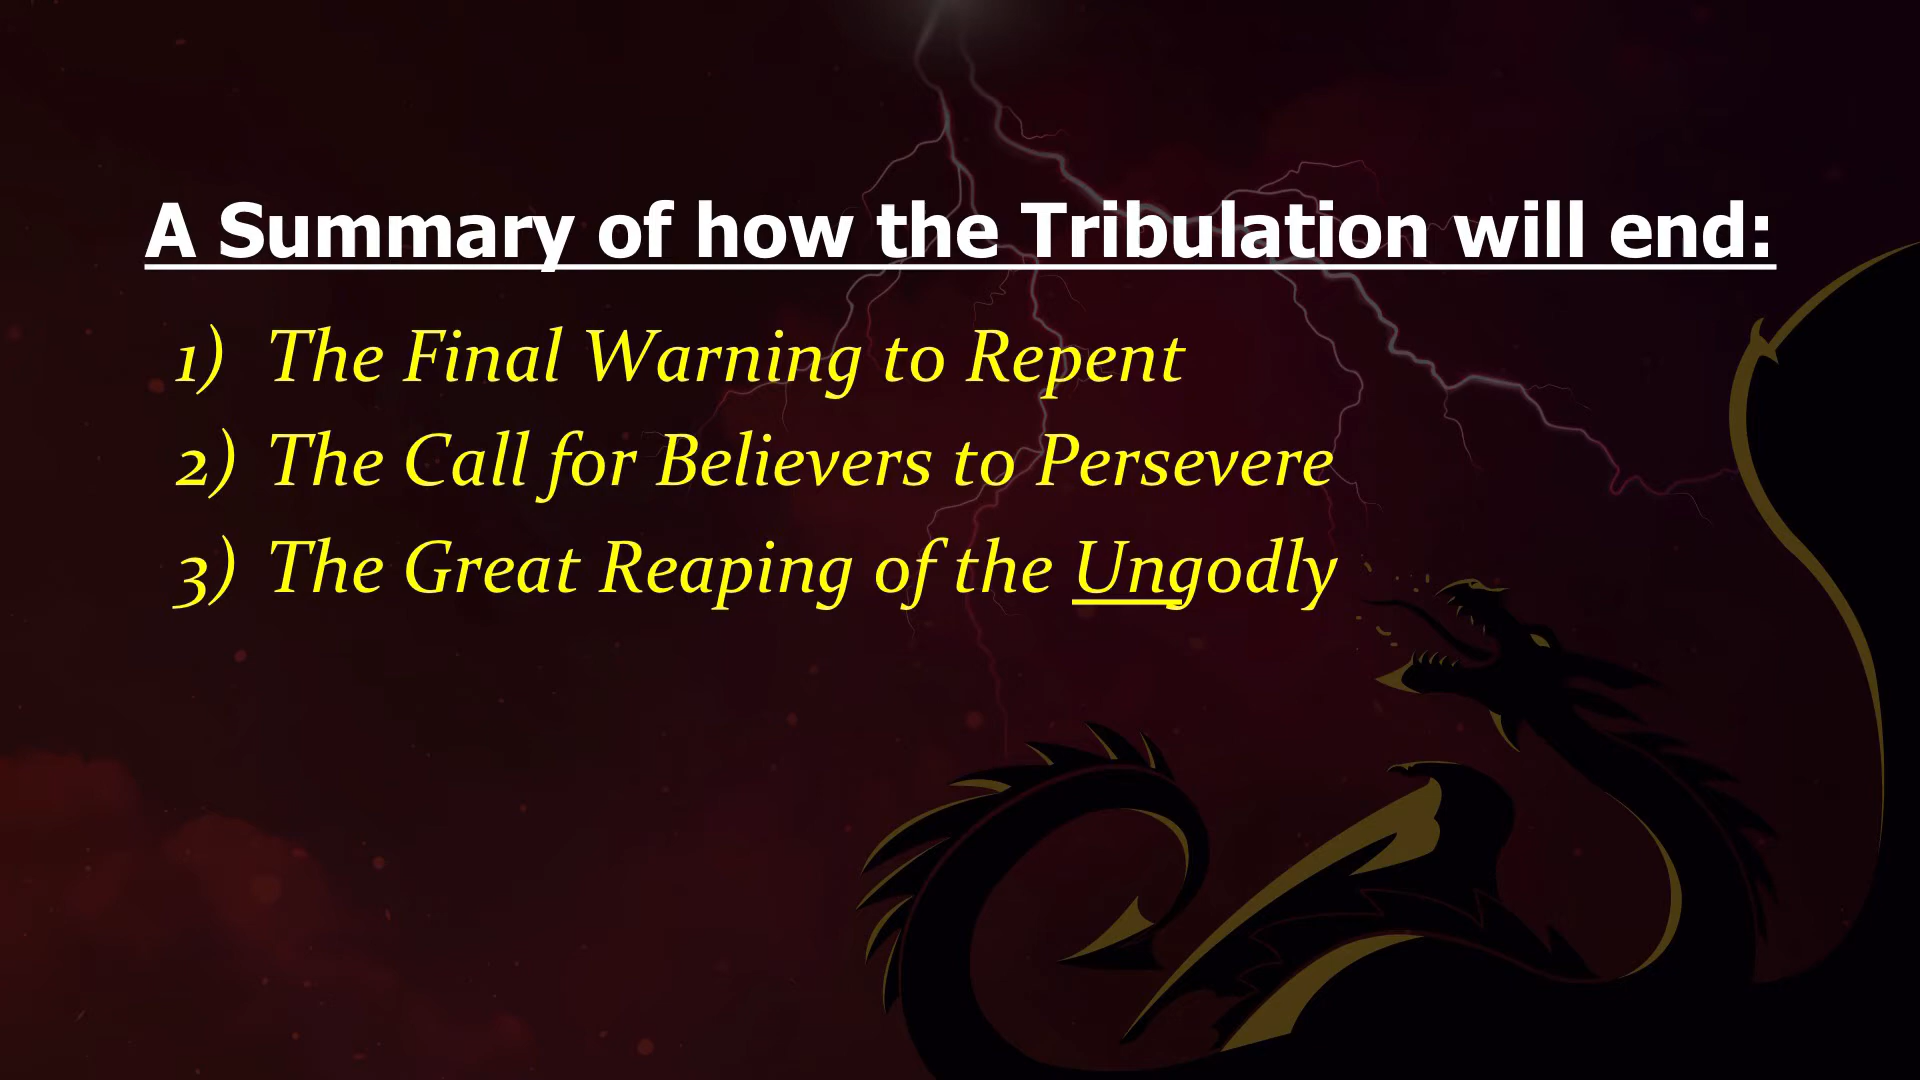 A Summary of how the Tribulation will end:
1) The Final Warning to Repent
2) The Call for Believers to Persevere
3) The Great Reaping of the Ungodly